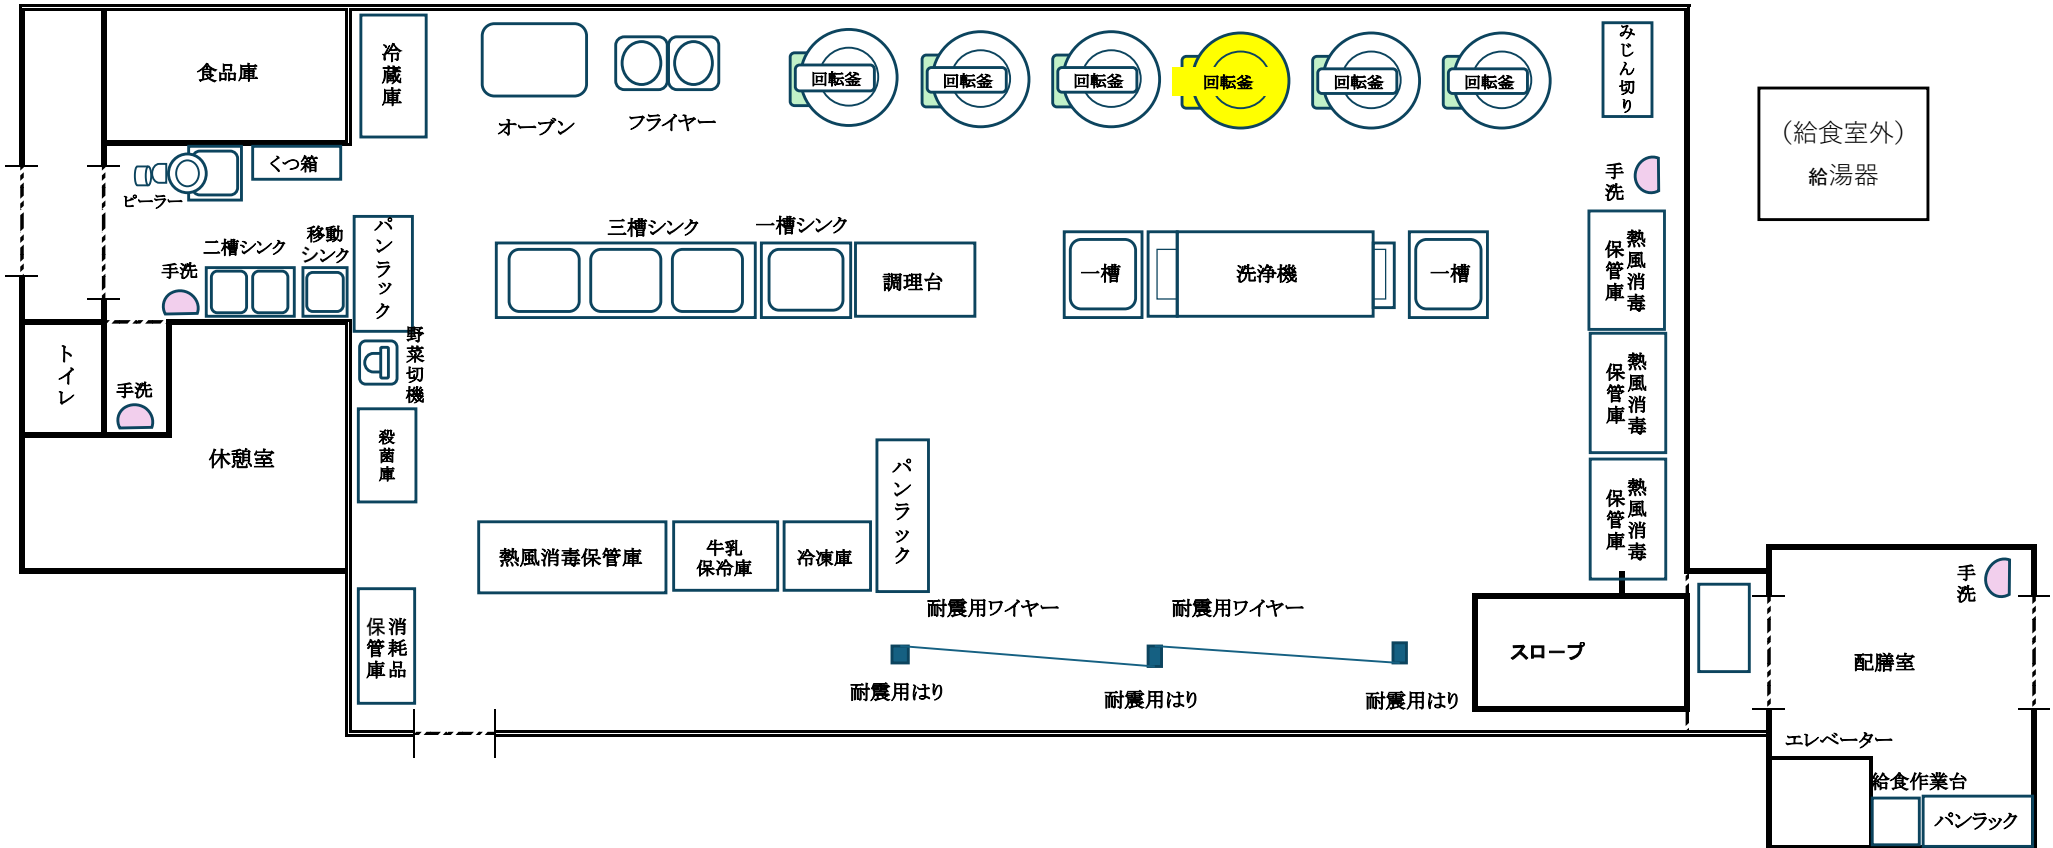 食品庫
冷蔵庫
オーブン
フライヤー
回転釜
回転釜
回転釜
回転釜
回転釜
回転釜
みじん切り
（給食室外）
給湯器
くつ箱
ピーラー
手洗
二槽シンク
移動
シンク
パンラック
三槽シンク
一槽シンク
調理台
一槽
洗浄機
一槽
手洗
熱風消毒
保管庫
熱風消毒
保管庫
熱風消毒
保管庫
トイレ
手洗
休憩室
野菜切機
殺菌庫
熱風消毒保管庫
牛乳
保冷庫
冷凍庫
パンラック
消耗品
保管庫
耐震用ワイヤー
耐震用ワイヤー
耐震用はり
耐震用はり
耐震用はり
スロープ
手洗
配膳室
エレベーター
給食作業台
パンラック